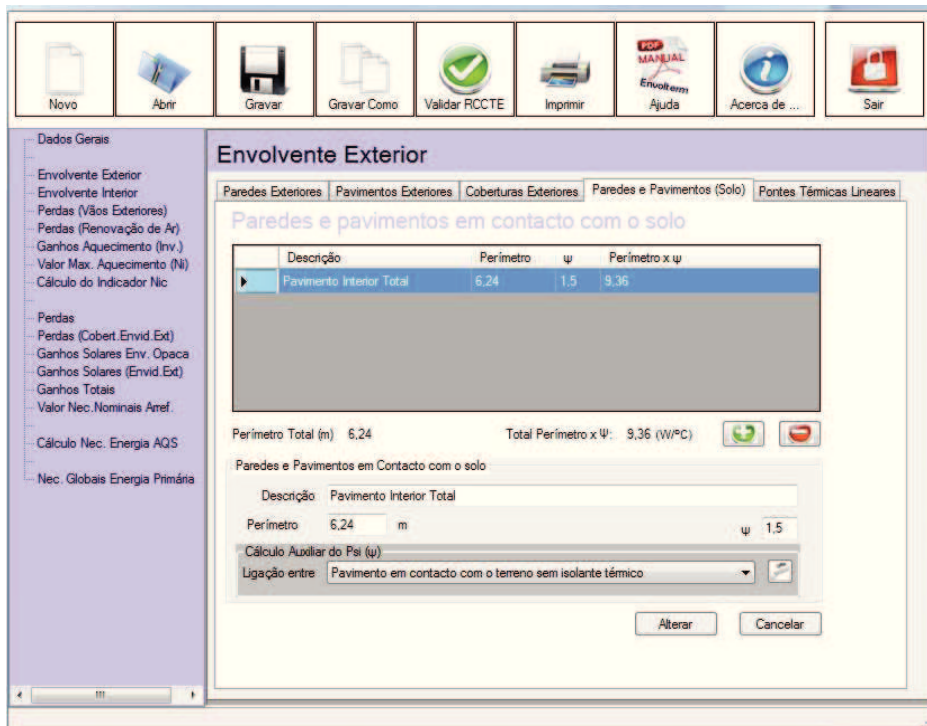 Novo Abrir Gravar Gravar Como Validar RCCTE Imprimir PDF MANUAL Envolterm Ajuda Acerca de ... Sair
Dados Gerais
Envolvente Exterior
Envolvente Interior
Perdas (Vãos Exteriores)
Perdas (Renovação de Ar)
Ganhos Aquecimento (Inv.)
Valor Max. Aquecimento (Ni)
Cálculo do Indicador Nic
Perdas
Perdas (Cobert.Envid.Ext)
Ganhos Solares Env. Opaca
Ganhos Solares (Envid.Ext)
Ganhos Totais
Valor Nec.Nominais Arref.
Cálculo Nec. Energia AQS
Nec. Globais Energia Primária
Envolvente Exterior
Paredes Exteriores Pavimentos Exteriores Coberturas Exteriores Paredes e Pavimentos (Solo) Pontes Térmicas Lineares
Paredes e pavimentos em contacto com o solo
Descrição Perímetro ψ Perímetro x ψ
Pavimento Interior Total 6,24 1.5 9,36
Perímetro Total (m) 6,24 Total Perímetro x Ψ: 9,36 (W/ºC)
Paredes e Pavimentos em Contacto com o solo
Descrição Pavimento Interior Total
Perímetro 6,24 m ψ 1.5
Cálculo Auxiliar do Psi (ψ)
Ligação entre Pavimento em contacto com o terreno sem isolante térmico
Alterar Cancelar